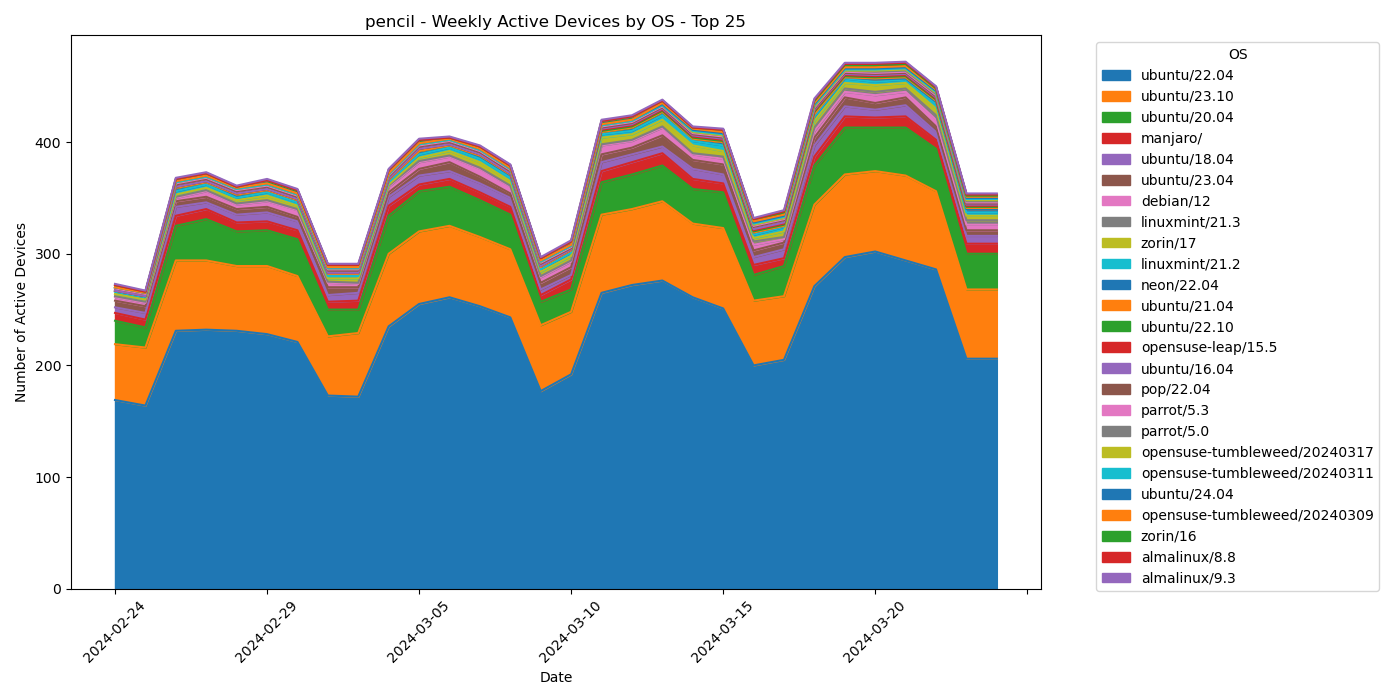 pencil - Weekly Active Devices by OS - Top 25
Number of Active Devices
400
300
200
100
0
2024-02-24
2024-02-29
2024-03-05
2024-03-10
2024-03-15
2024-03-20
Date
OS
ubuntu/22.04
ubuntu/23.10
ubuntu/20.04
manjaro/
ubuntu/18.04
ubuntu/23.04
debian/12
linuxmint/21.3
zorin/17
linuxmint/21.2
neon/22.04
ubuntu/21.04
ubuntu/22.10
opensuse-leap/15.5
ubuntu/16.04
pop/22.04
parrot/5.3
parrot/5.0
opensuse-tumbleweed/20240317
opensuse-tumbleweed/20240311
ubuntu/24.04
opensuse-tumbleweed/20240309
zorin/16
almalinux/8.8
almalinux/9.3